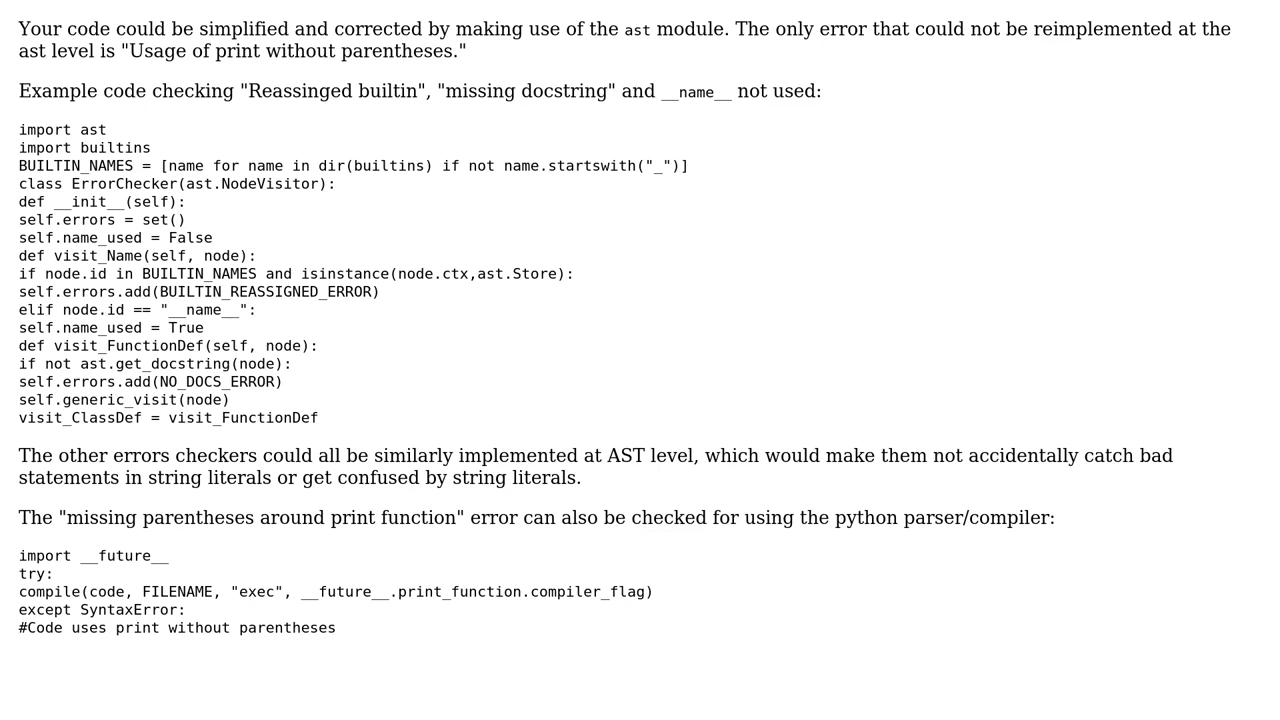 Your code could be simplified and corrected by making use of the ast module. The only error that could not be reimplemented at the
ast level is "Usage of print without parentheses."
Example code checking "Reassinged builtin", "missing docstring" and __name__ not used:
import ast
import builtins
BUILTIN_NAMES = [name for name in dir(builtins) if not name.startswith("_")]
class ErrorChecker(ast.NodeVisitor):
def __init__(self):
self.errors = set()
self.name_used = False
def visit_Name(self, node):
if node.id in BUILTIN_NAMES and isinstance(node.ctx,ast.Store):
self.errors.add(BUILTIN_REASSIGNED_ERROR)
elif node.id == "__name__":
self.name_used = True
def visit_FunctionDef(self, node):
if not ast.get_docstring(node):
self.errors.add(NO_DOCS_ERROR)
self.generic_visit(node)
visit_ClassDef = visit_FunctionDef
The other errors checkers could all be similarly implemented at AST level, which would make them not accidentally catch bad
statements in string literals or get confused by string literals.
The "missing parentheses around print function" error can also be checked for using the python parser/compiler:
import __future__
try:
compile(code, FILENAME, "exec", __future__.print_function.compiler_flag)
except SyntaxError:
#Code uses print without parentheses